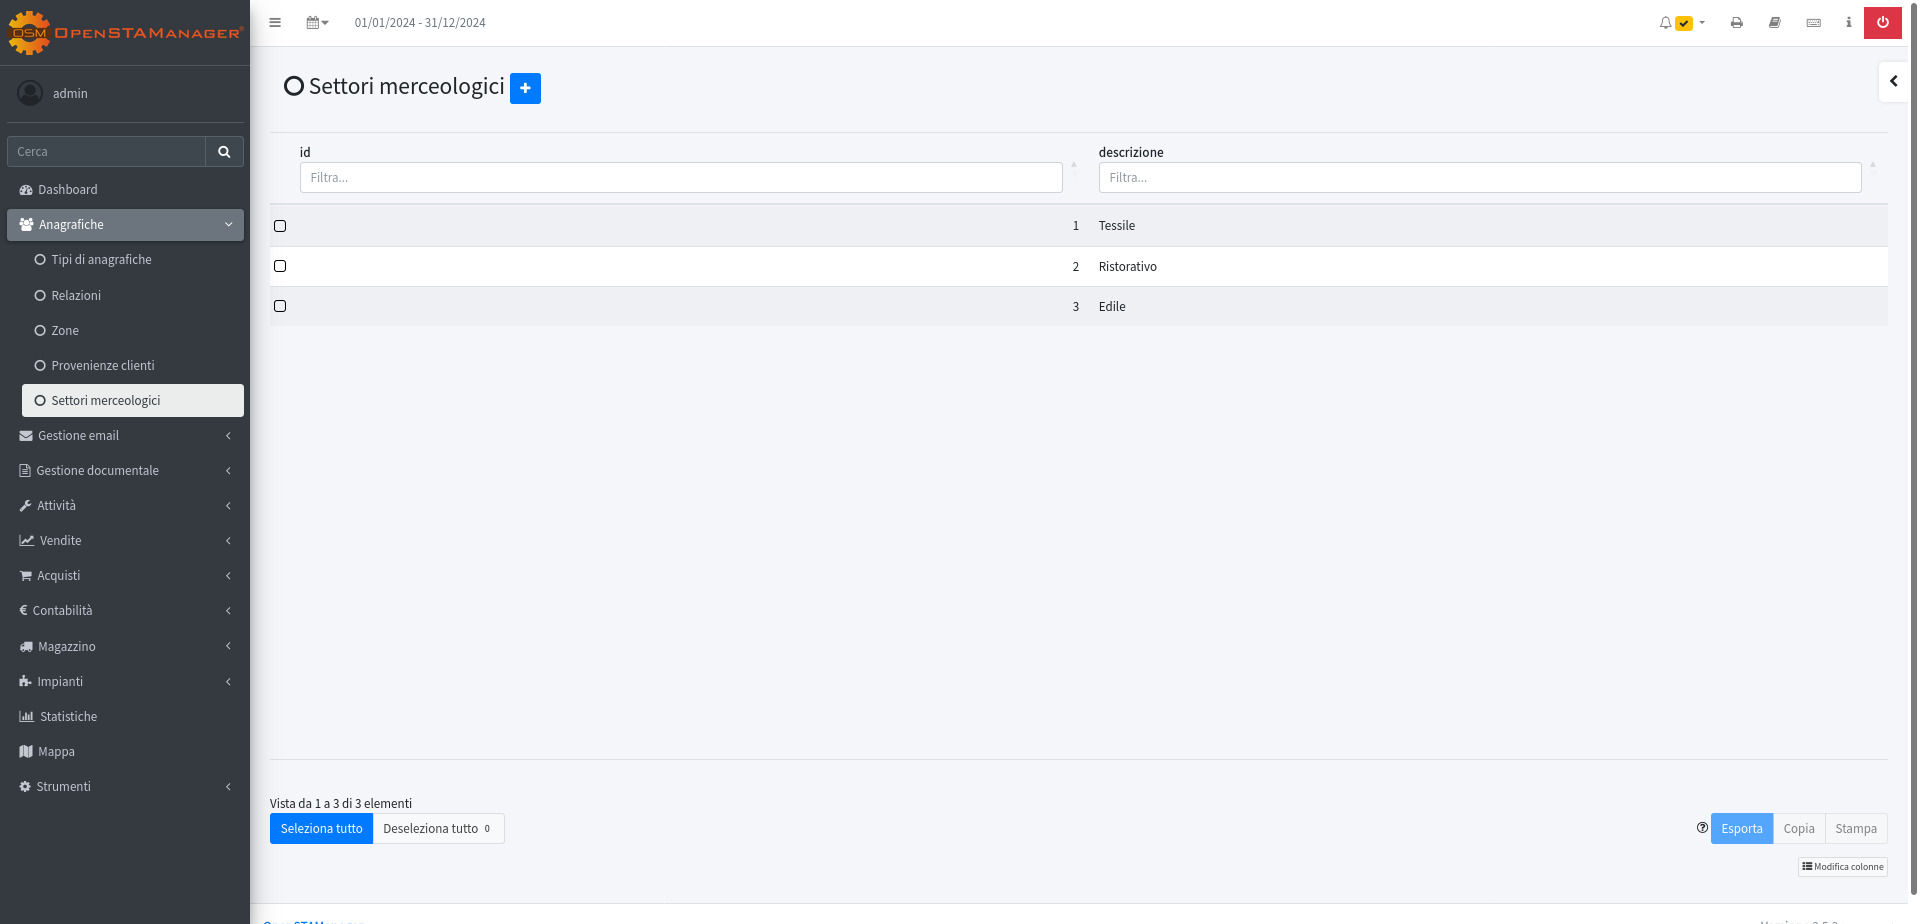 OSM OPENSTAMANAGER®
01/01/2024 - 31/12/2024
admin
Settori merceologici
Cerca
id
descrizione
Filtra...
Filtra...
Dashboard
Anagrafiche
1 Tessile
Tipi di anagrafiche
2 Ristorativo
Relazioni
3 Edile
Zone
Provenienze clienti
Settori merceologici
Gestione email
Gestione documentale
Attività
Vendite
Acquisti
Contabilità
Magazzino
Impianti
Statistiche
Mappa
Strumenti
Vista da 1 a 3 di 3 elementi
Seleziona tutto
Deseleziona tutto 0
Esporta
Copia
Stampa
Modifica colonne
OpenSTAManager